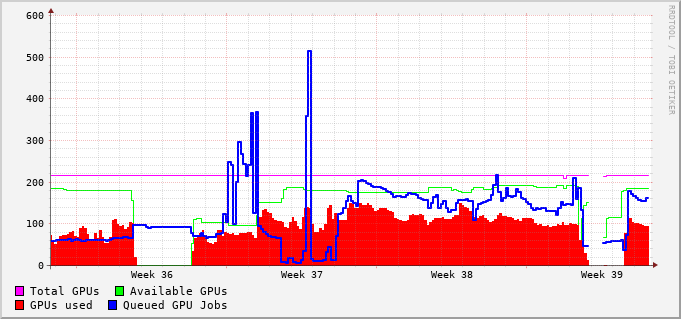 600
500
400
300
200
100
0
Week 36 Week 37 Week 38 Week 39
Total GPUs Available GPUs
GPUs used Queued GPU Jobs
RRDTOOL / TOBI OETIKER